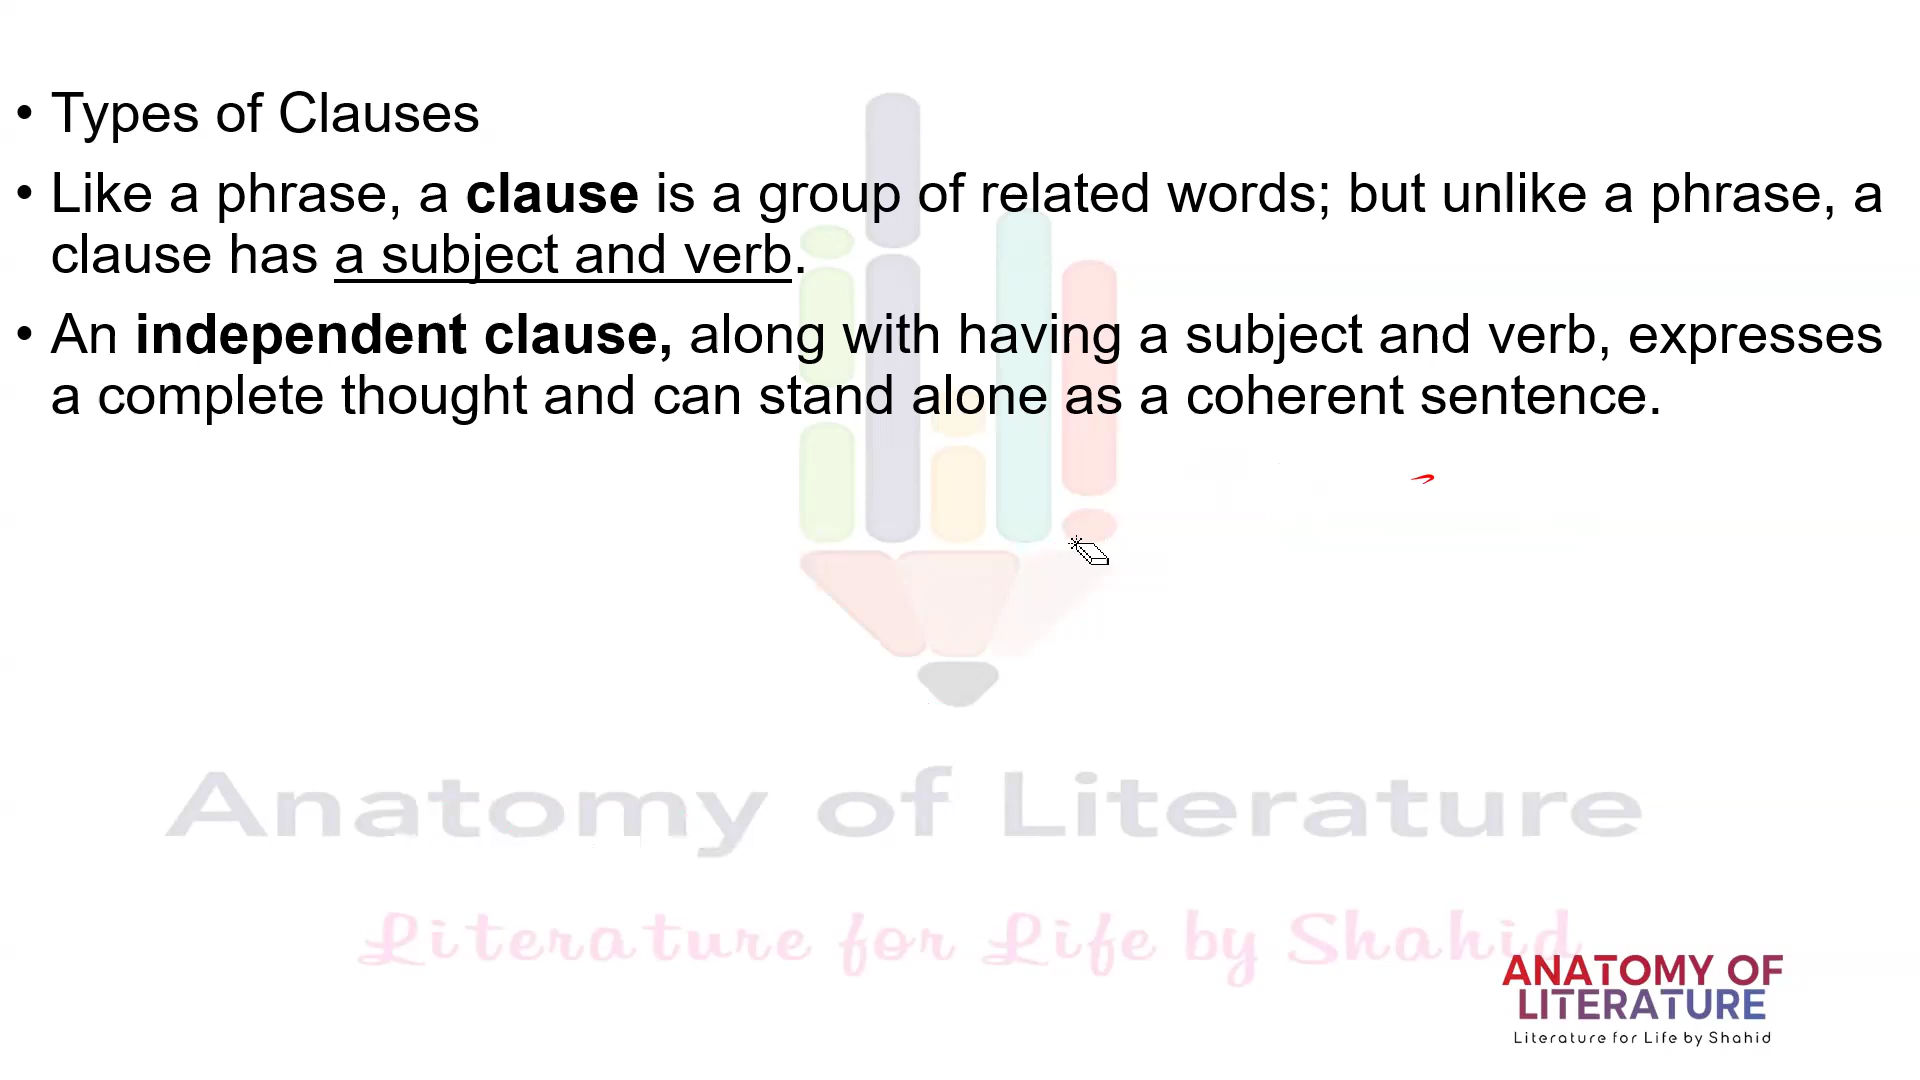 • Types of Clauses
• Like a phrase, a clause is a group of related words; but unlike a phrase, a
clause has a subject and verb.
• An independent clause, along with having a subject and verb, expresses
a complete thought and can stand alone as a coherent sentence.
Anatomy of Literature
Literature for Life by Shahid
ANATOMY OF
LITERATURE
Literature for Life by Shahid